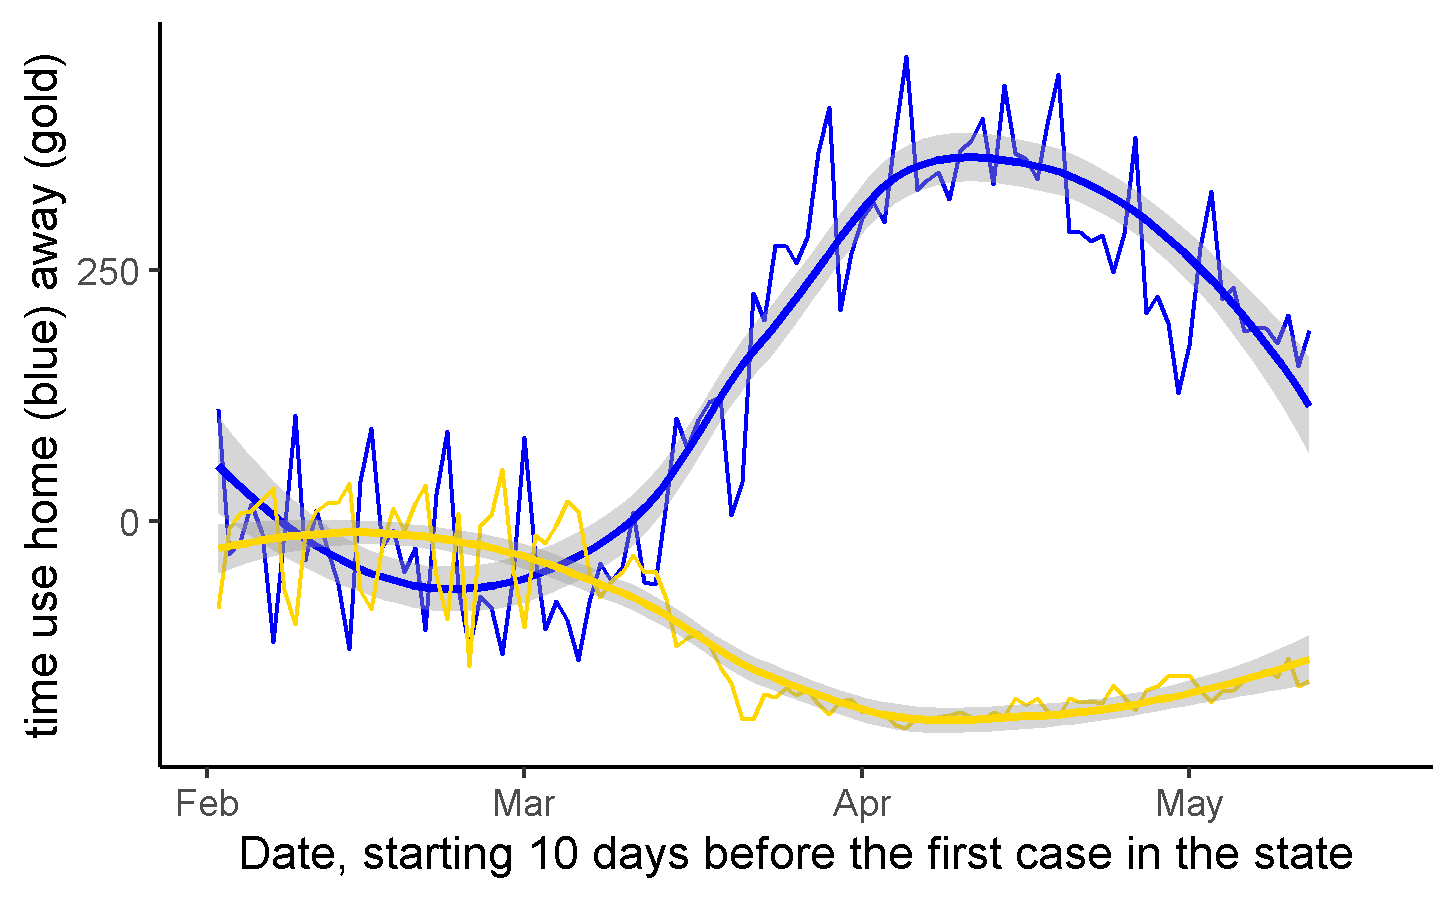 time use home (blue) away (gold)
250
0
Feb Mar Apr May
Date, starting 10 days before the first case in the state